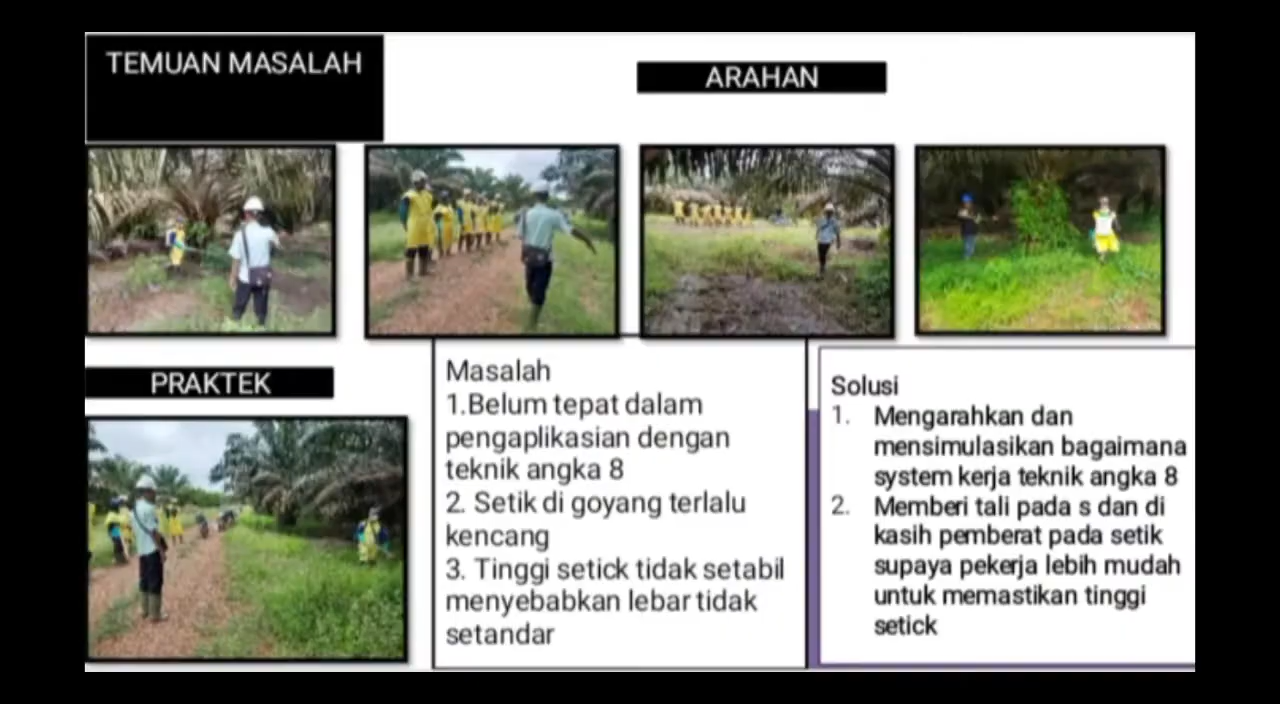 TEMUAN MASALAH
ARAHAN
PRAKTEK
Masalah
1.Belum tepat dalam
pengaplikasian dengan
teknik angka 8
2. Setik di goyang terlalu
kencang
3. Tinggi setick tidak setabil
menyebabkan lebar tidak
setandar
Solusi
1. Mengarahkan dan
mensimulasikan bagaimana
system kerja teknik angka 8
2. Memberi tali pada s dan di
kasih pemberat pada setik
supaya pekerja lebih mudah
untuk memastikan tinggi
setick